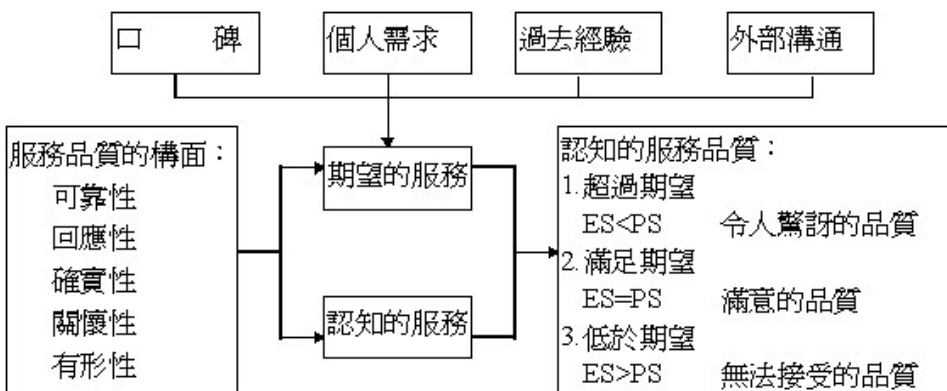 口 碑
個人需求
過去經驗
外部溝通
服務品質的構面：
可靠性
回應性
確實性
關懷性
有形性
期望的服務
認知的服務
認知的服務品質：
1.超過期望
ES<PS 令人驚訝的品質
2.滿足期望
ES=PS 滿意的品質
3.低於期望
ES>PS 無法接受的品質